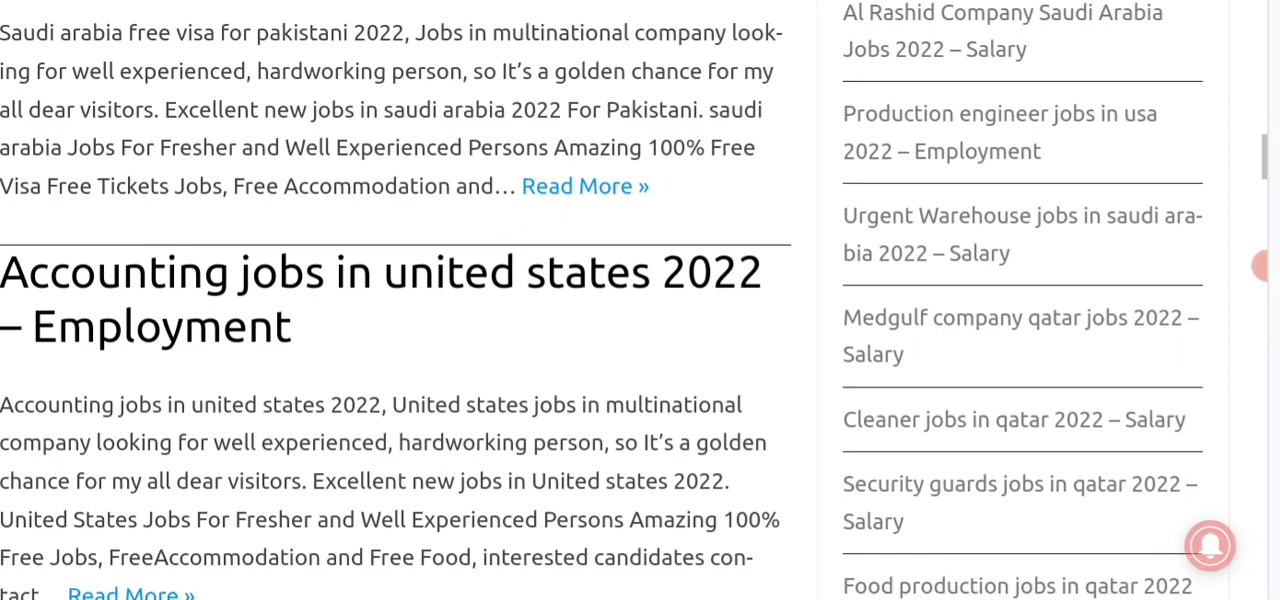 Saudi arabia free visa for pakistani 2022, Jobs in multinational company look-
ing for well experienced, hardworking person, so It’s a golden chance for my
all dear visitors. Excellent new jobs in saudi arabia 2022 For Pakistani. saudi
arabia Jobs For Fresher and Well Experienced Persons Amazing 100% Free
Visa Free Tickets Jobs, Free Accommodation and… Read More »
Accounting jobs in united states 2022
– Employment
Accounting jobs in united states 2022, United states jobs in multinational
company looking for well experienced, hardworking person, so It’s a golden
chance for my all dear visitors. Excellent new jobs in United states 2022.
United States Jobs For Fresher and Well Experienced Persons Amazing 100%
Free Jobs, FreeAccommodation and Free Food, interested candidates con-
tact… Read More »
Al Rashid Company Saudi Arabia
Jobs 2022 – Salary
Production engineer jobs in usa
2022 – Employment
Urgent Warehouse jobs in saudi ara-
bia 2022 – Salary
Medgulf company qatar jobs 2022 –
Salary
Cleaner jobs in qatar 2022 – Salary
Security guards jobs in qatar 2022 –
Salary
Food production jobs in qatar 2022